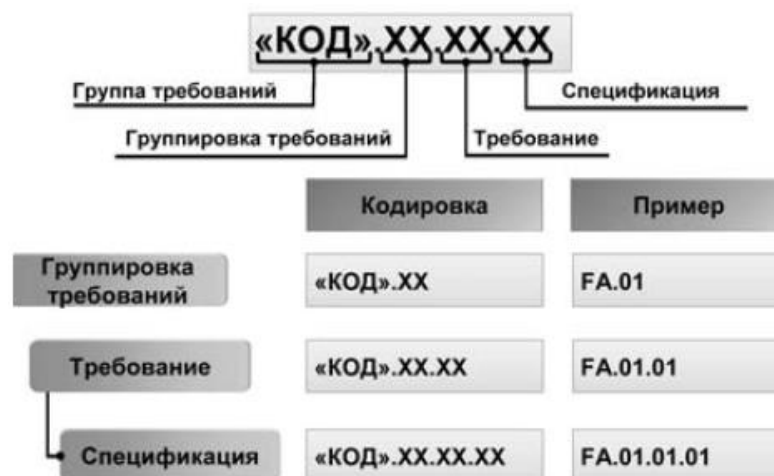 «КОД».XX.XX.XX
Группа требований
Спецификация
Группировка требований
Требование
Кодировка
Пример
Группировка
требований
«КОД».XX
FA.01
Требование
«КОД».XX.XX
FA.01.01
Спецификация
«КОД».XX.XX.XX
FA.01.01.01